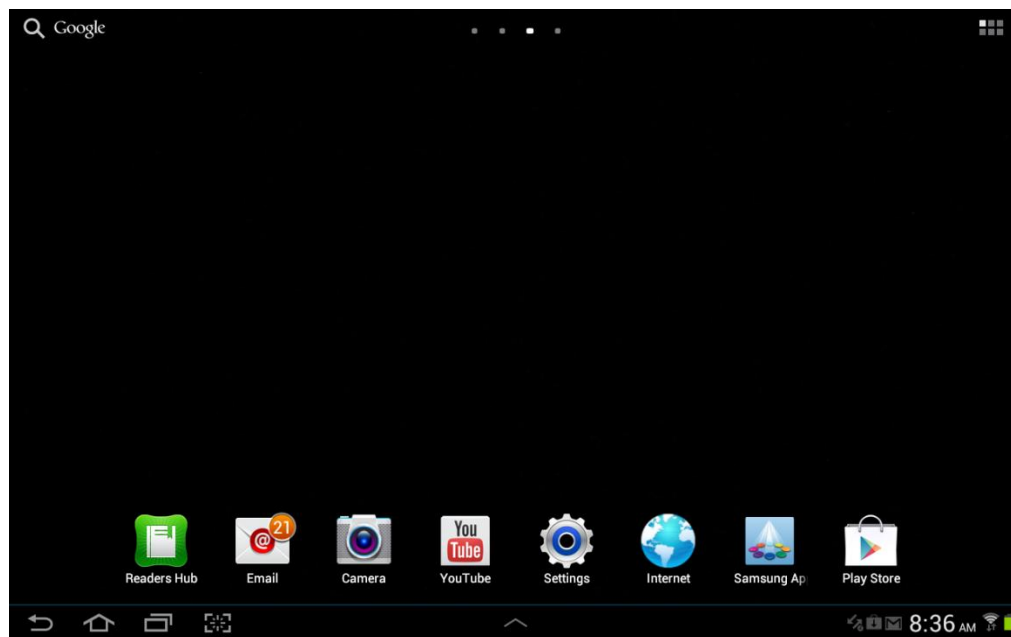 Google
21
@
You
Tube
Readers Hub
Email
Camera
YouTube
Settings
Internet
Samsung Ap
Play Store
8:36 AM